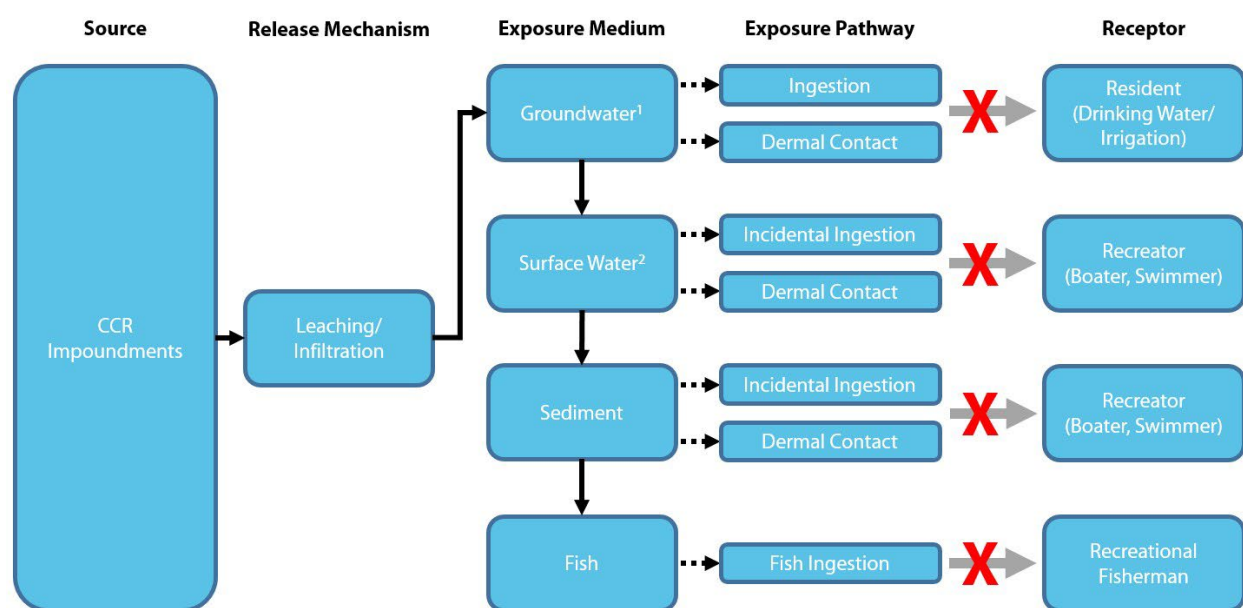 Source
Release Mechanism
Exposure Medium
Exposure Pathway
Receptor
CCR
Impoundments
Leaching/
Infiltration
Groundwater¹
Ingestion
Dermal Contact
X
Resident
(Drinking Water/
Irrigation)
Surface Water²
Incidental Ingestion
Dermal Contact
X
Recreator
(Boater, Swimmer)
Sediment
Incidental Ingestion
Dermal Contact
X
Recreator
(Boater, Swimmer)
Fish
Fish Ingestion
X
Recreational
Fisherman